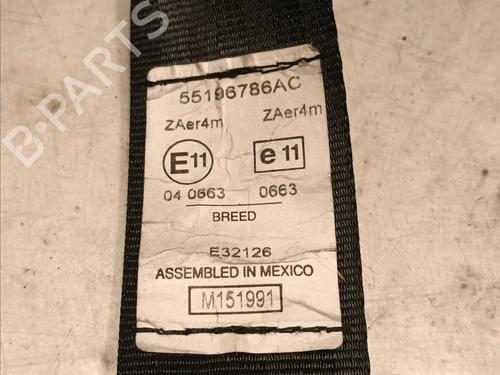 55196786AC
ZAer4m ZAer4m
E11 e11
04 0663 0663
BREED
E32126
ASSEMBLED IN MEXICO
M151991
B-PARTS